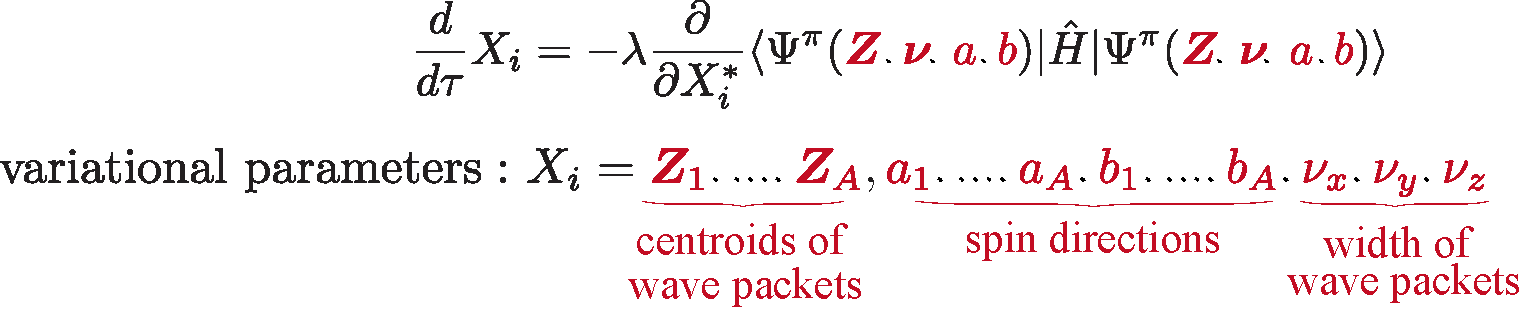 d/dτ X_i = −λ ∂/∂X_i^* ⟨Ψ^π(Z. ν. a. b)|Ĥ|Ψ^π(Z. ν. a. b)⟩
variational parameters : X_i = Z_1. .... Z_A, a_1. .... a_A. b_1. .... b_A. ν_x. ν_y. ν_z
centroids of wave packets
spin directions
width of wave packets